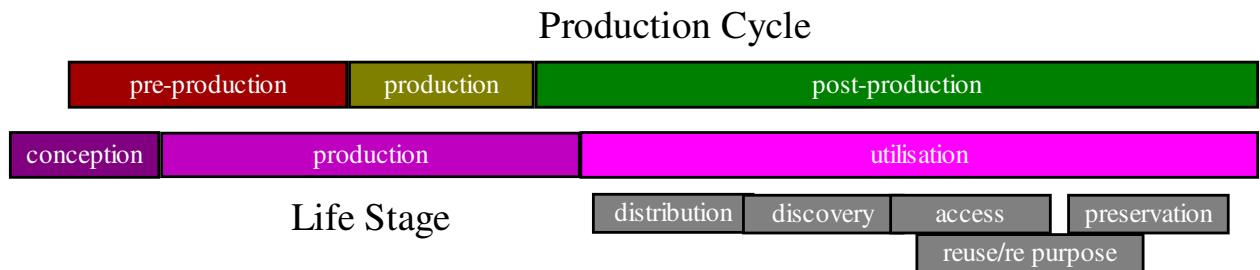 Production Cycle
pre-production production post-production
conception production utilisation
Life Stage
distribution discovery access preservation
reuse/re purpose